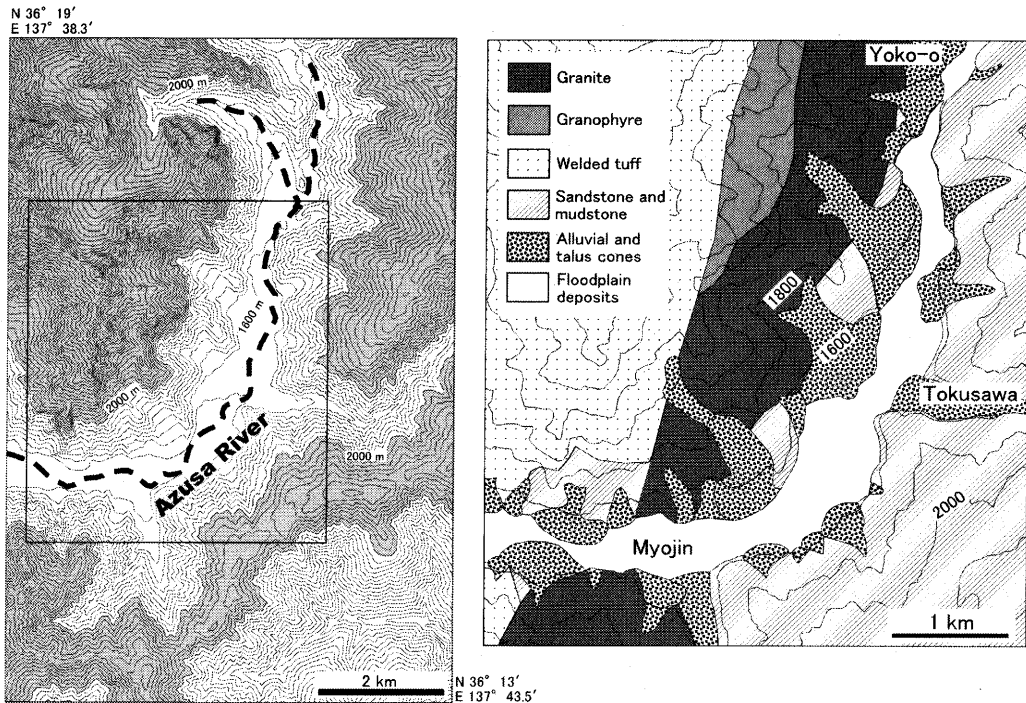 N 36° 19′
E 137° 38.3′
2000 m
1600 m
2000 m
Azusa River
2000 m
2 km
N 36° 13′
E 137° 43.5′
Granite
Granophyre
Welded tuff
Sandstone and
mudstone
Alluvial and
talus cones
Floodplain
deposits
Yoko-o
1800
1600
Tokusawa
2000
Myojin
1 km